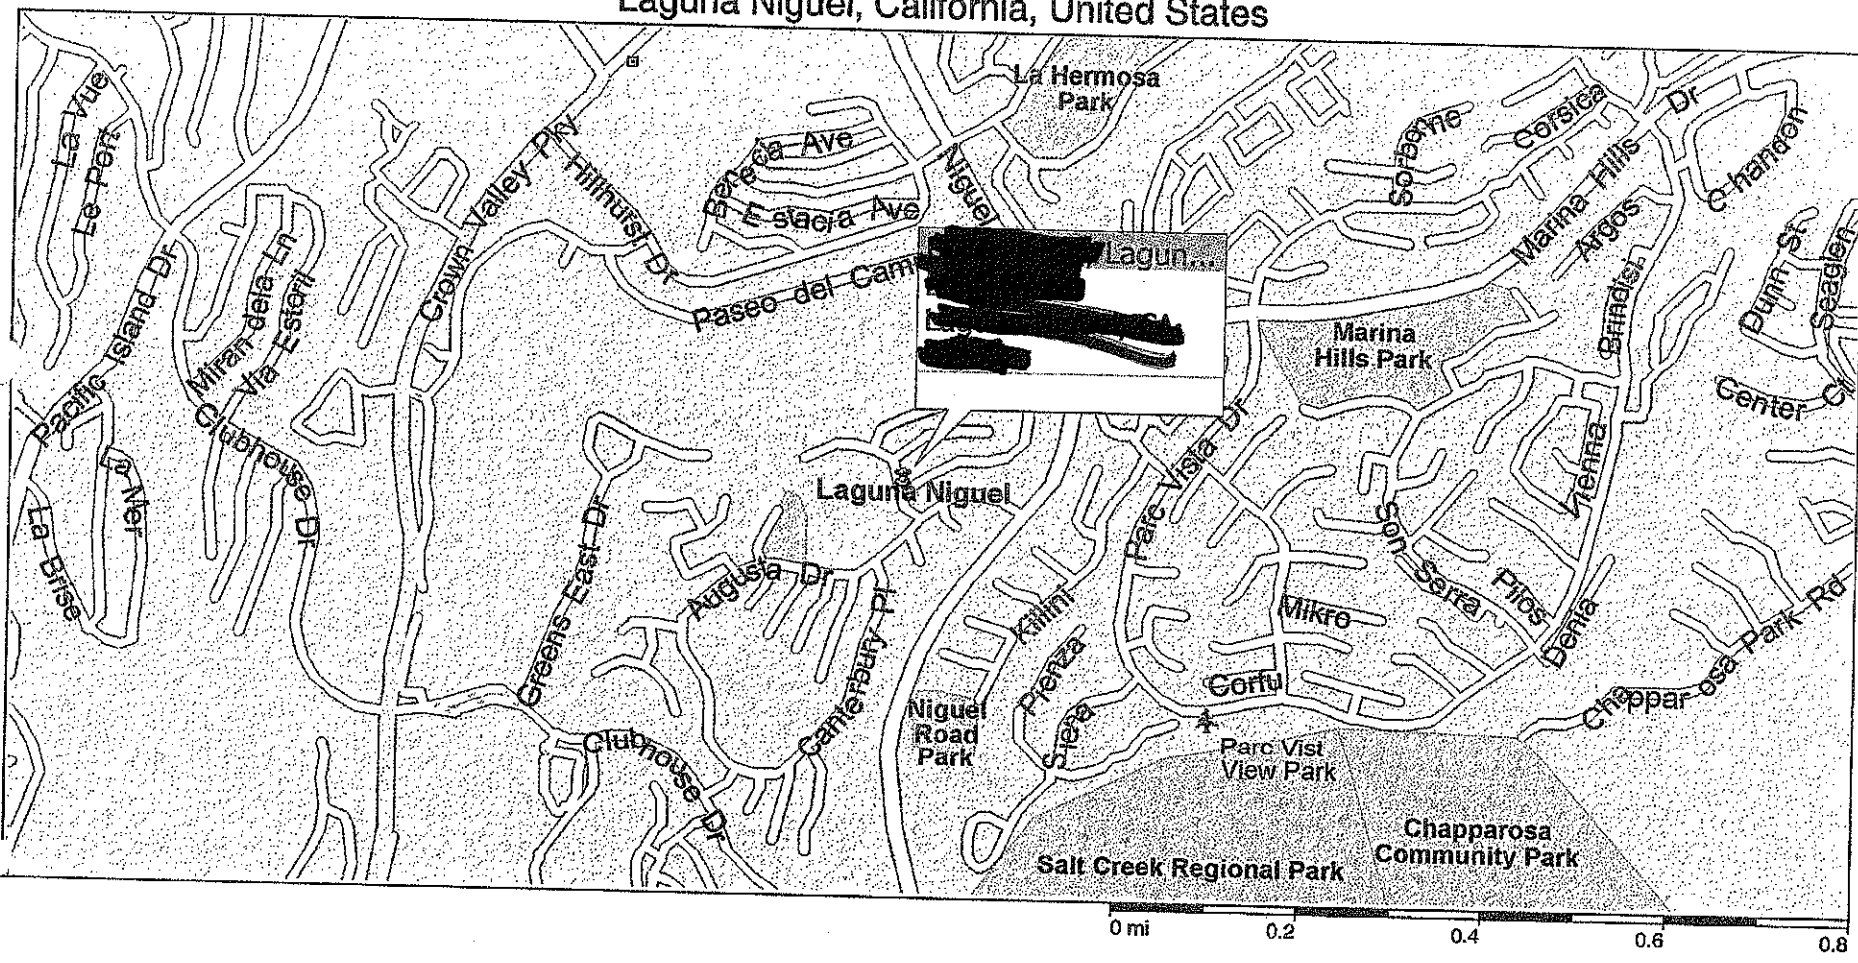 Laguna Niguel, California, United States
La Hermosa
Park
La Vue
Le Port
Crown Valley Pky
Hillhurst Dr
Bereca Ave
Estacia Ave
Niguel
Sorbonne
Corsica
Marina Hills Dr
Chandon
Argos
Brindisi
Dunn St
Seagen
Center Ct
Pacific Island Dr
Miran dela Ln
Via Estoril
Paseo del Cam
Lagun...
Marina
Hills Park
Clubhouse Dr
La Mer
La Brise
Laguna Niguel
Parc Vista Dr
Vienna
Greens East Dr
Augusta Dr
Canterbury Pl
Kilini
Pienza
Siena
Mikro
Corfu
Son Serra
Pilos
Denia
Chapparosa Park Rd
Niguel
Road
Park
Clubhouse Dr
Parc Vist
View Park
Salt Creek Regional Park
Chapparosa
Community Park
0 mi
0.2
0.4
0.6
0.8